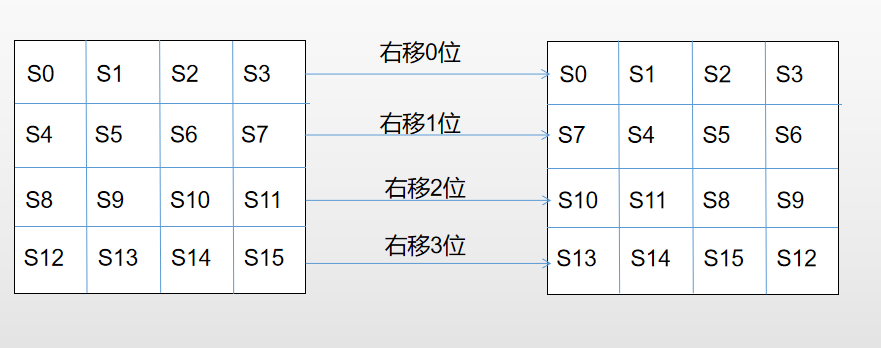 S0 S1 S2 S3 右移0位 S0 S1 S2 S3
S4 S5 S6 S7 右移1位 S7 S4 S5 S6
S8 S9 S10 S11 右移2位 S10 S11 S8 S9
S12 S13 S14 S15 右移3位 S13 S14 S15 S12